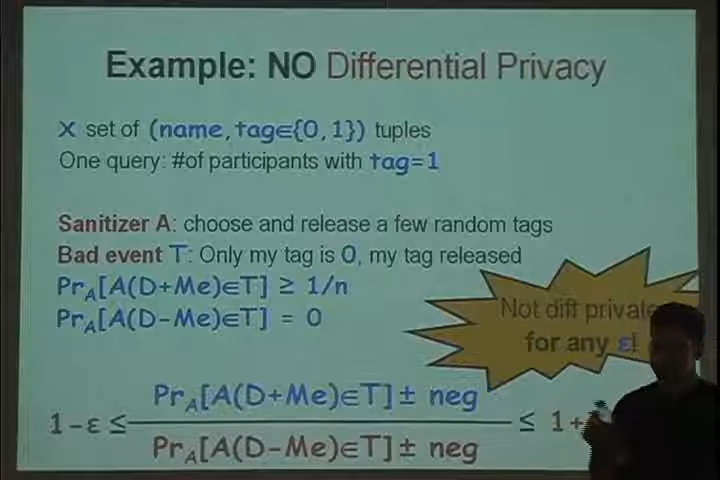 Example: NO Differential Privacy
X set of (name,tag∈{0,1}) tuples
One query: #of participants with tag=1
Sanitizer A: choose and release a few random tags
Bad event T: Only my tag is 0, my tag released
Pr_A[A(D+Me)∈T] ≥ 1/n
Pr_A[A(D-Me)∈T] = 0
Not diff private
for any ε!
Pr_A[A(D+Me)∈T] ± neg
1-ε ≤ ≤ 1+
Pr_A[A(D-Me)∈T] ± neg